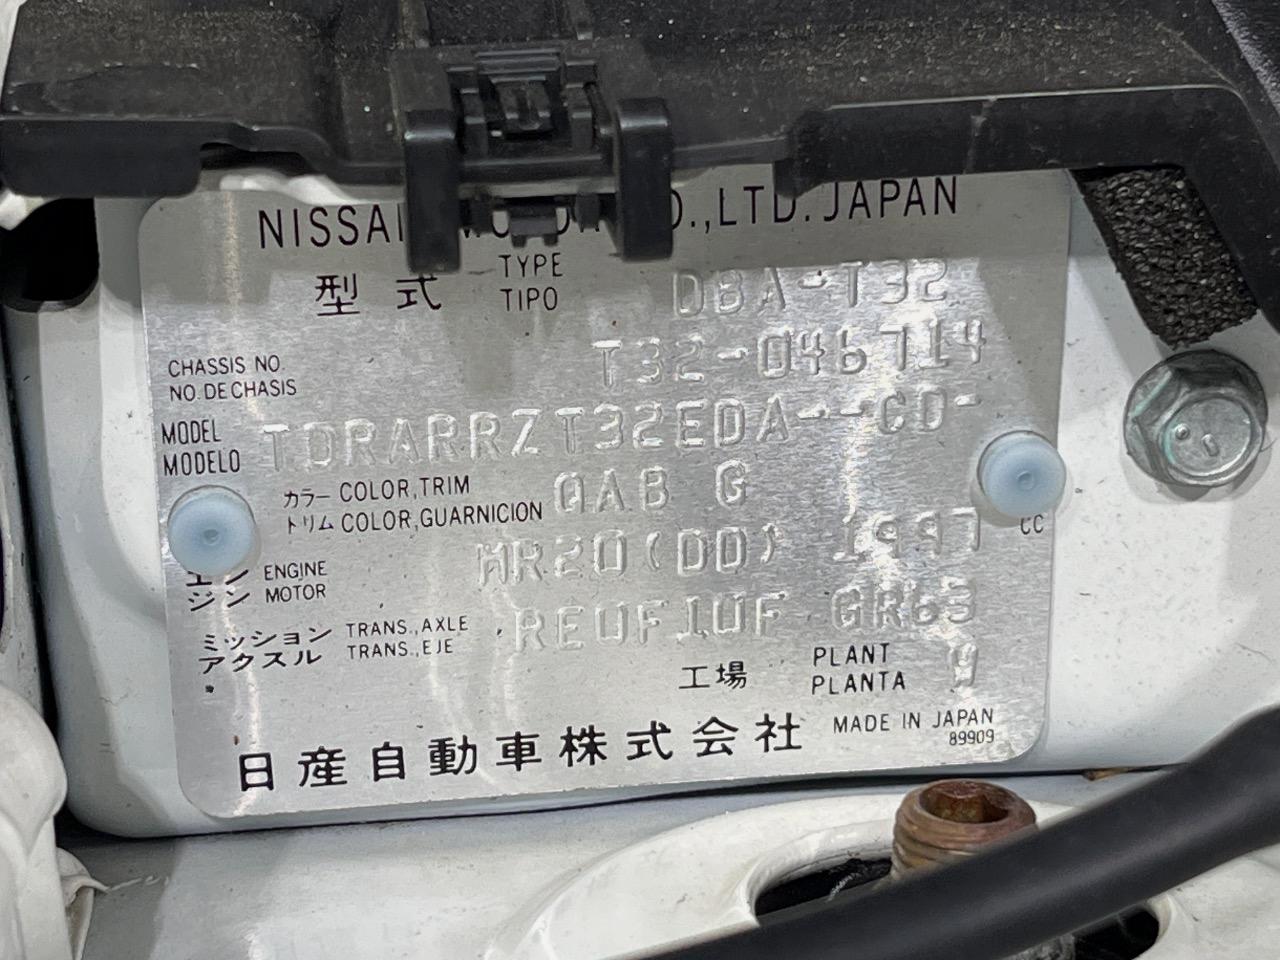 NISSAN MOTOR CO.,LTD. JAPAN
型式 TYPE TIPO DBA-T32
CHASSIS NO. NO. DE CHASIS T32-046714
MODEL MODELO TDRARRZT32EDA--CD-
カラー COLOR,TRIM QAB G
トリム COLOR,GUARNICION
エン ENGINE MR20(DD) 1997 CC
ジン MOTOR
ミッション TRANS.,AXLE RE0F10F GR63
アクスル TRANS.,EJE
工場 PLANT PLANTA
日産自動車株式会社 MADE IN JAPAN
89909